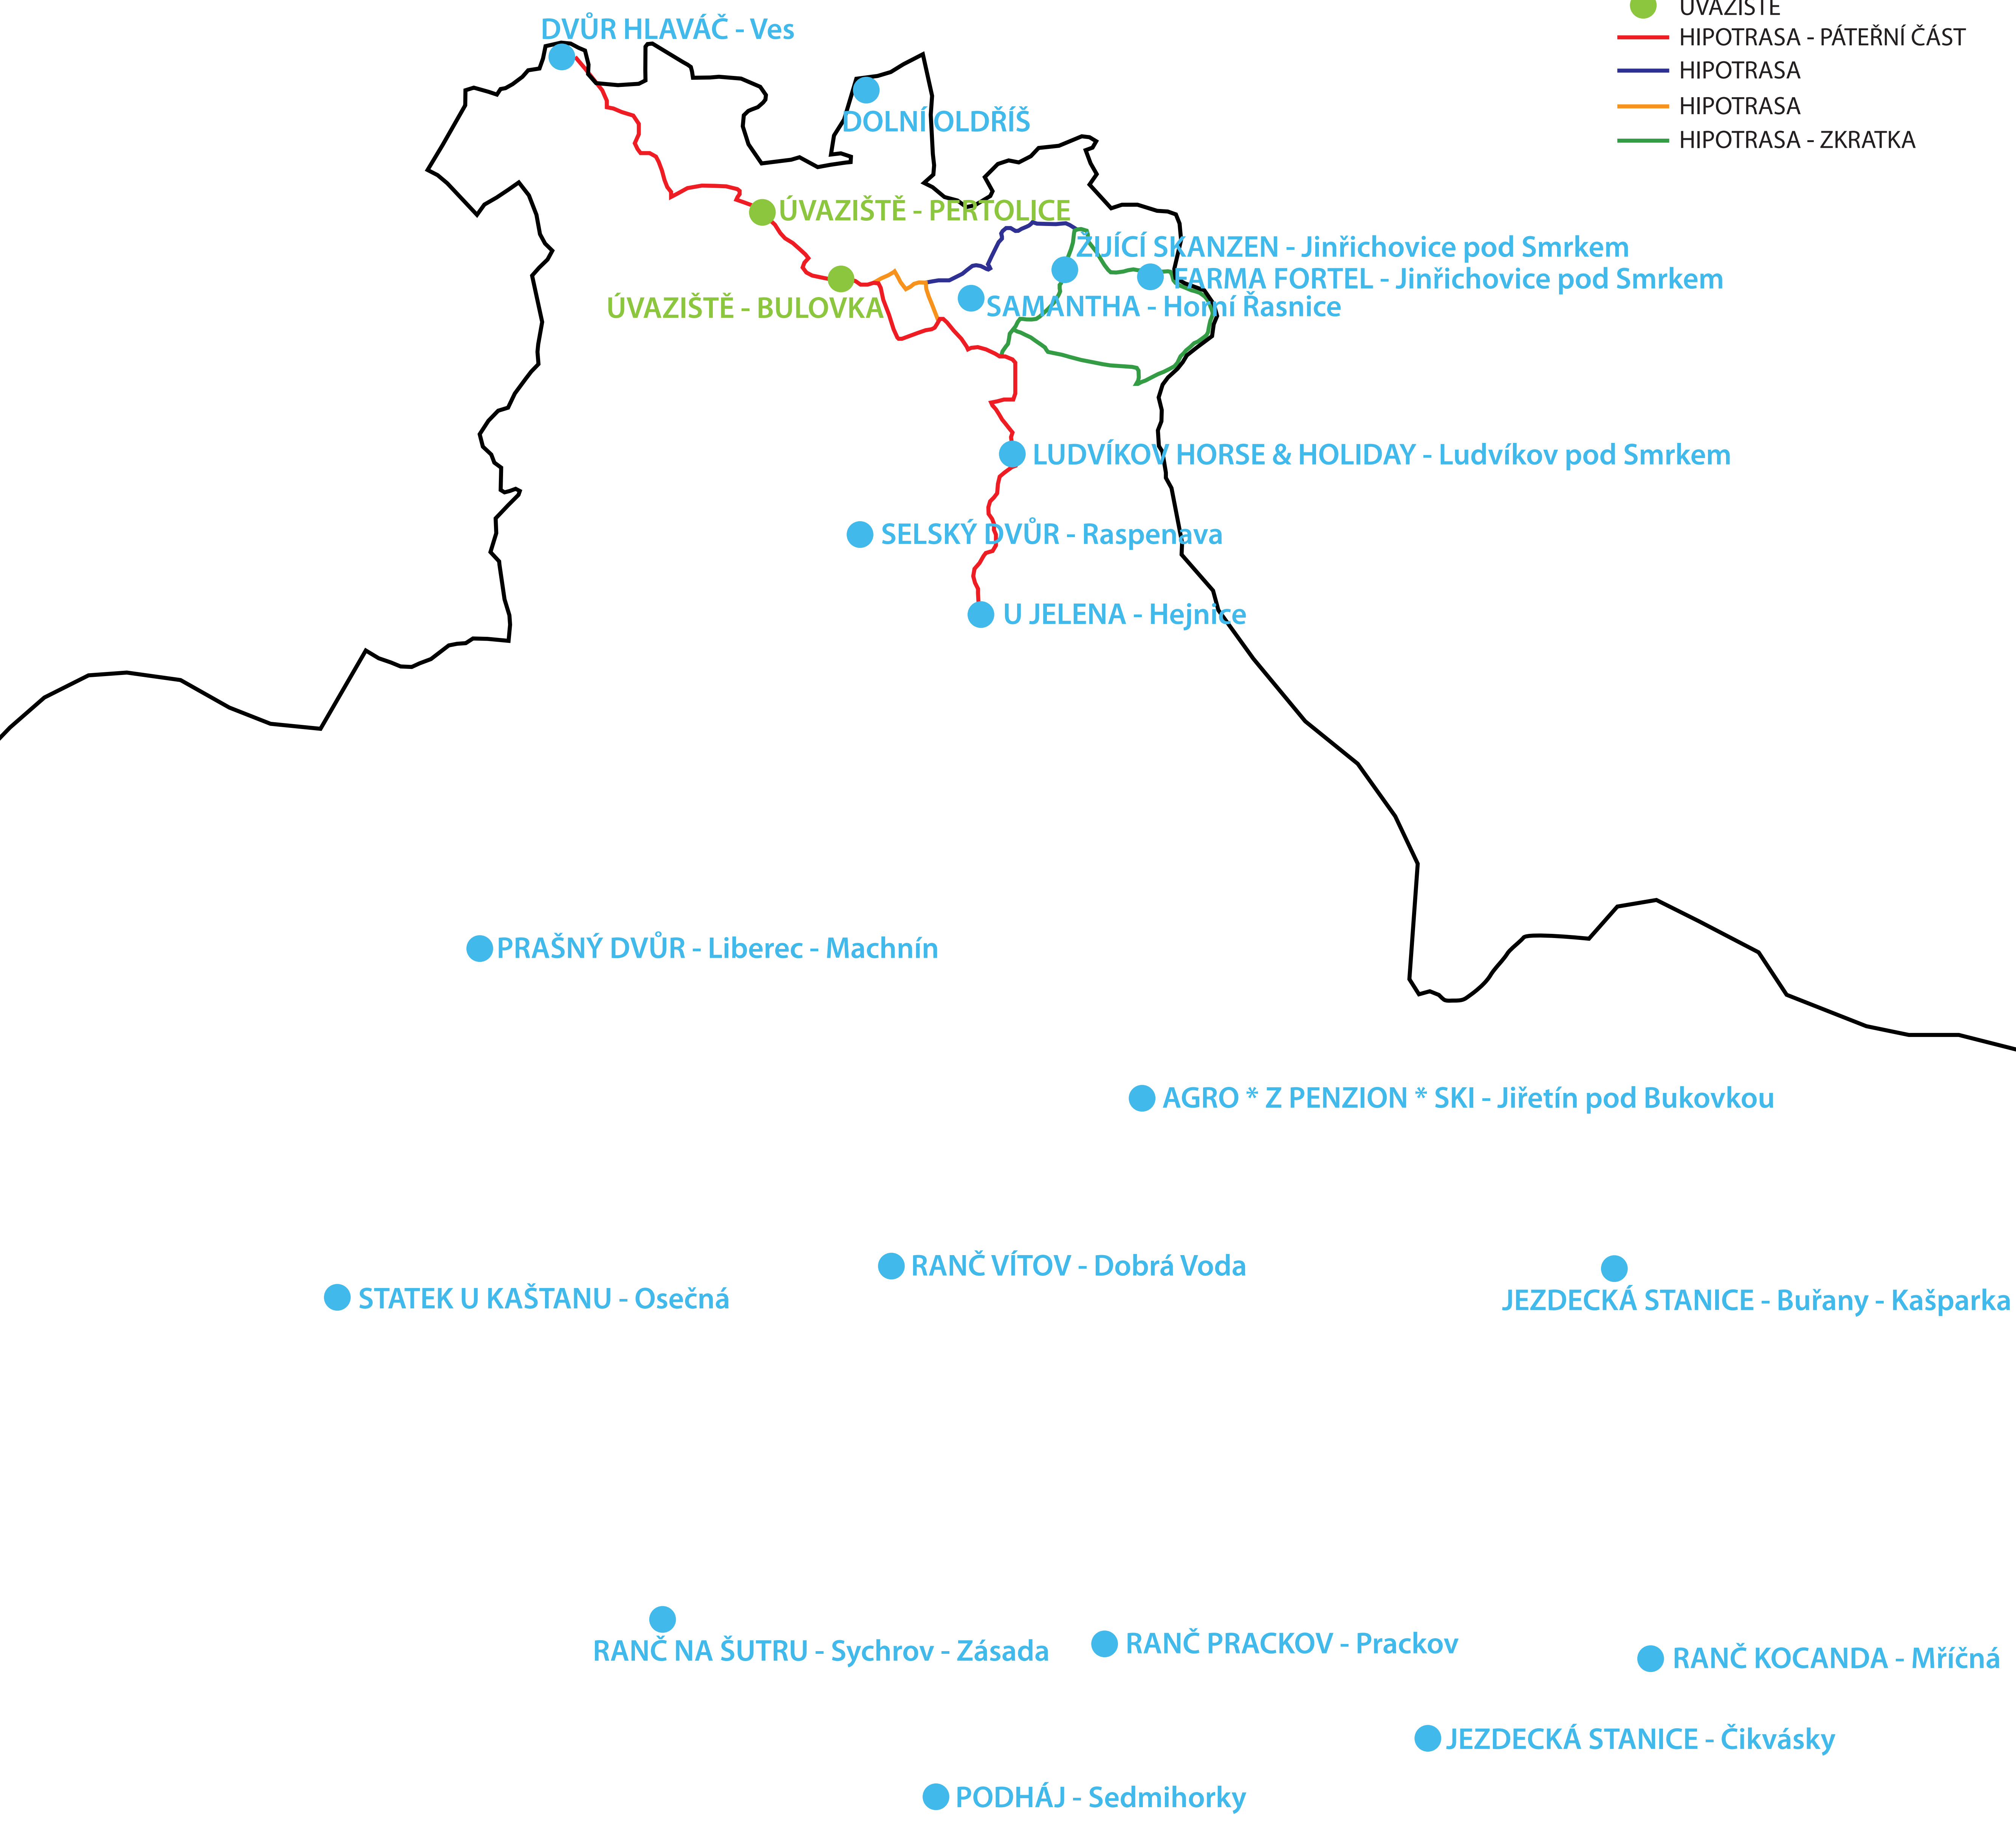 ÚVAZIŠTĚ
DVŮR HLAVÁČ - Ves
HIPOTRASA - PÁTEŘNÍ ČÁST
HIPOTRASA
HIPOTRASA
DOLNÍ OLDŘÍŠ
HIPOTRASA - ZKRATKA
ÚVAZIŠTĚ - PERTOLICE
ŽIJÍCÍ SKANZEN - Jinřichovice pod Smrkem
FARMA FORTEL - Jinřichovice pod Smrkem
ÚVAZIŠTĚ - BULOVKA
SAMANTHA - Horní Řasnice
LUDVÍKOV HORSE & HOLIDAY - Ludvíkov pod Smrkem
SELSKÝ DVŮR - Raspenava
U JELENA - Hejnice
PRAŠNÝ DVŮR - Liberec - Machnín
AGRO * Z PENZION * SKI - Jiřetín pod Bukovkou
RANČ VÍTOV - Dobrá Voda
STATEK U KAŠTANU - Osečná
JEZDECKÁ STANICE - Buřany - Kašparka
RANČ NA ŠUTRU - Sychrov - Zásada
RANČ PRACKOV - Prackov
RANČ KOCANDA - Mříčná
JEZDECKÁ STANICE - Čikvásky
PODHÁJ - Sedmihorky